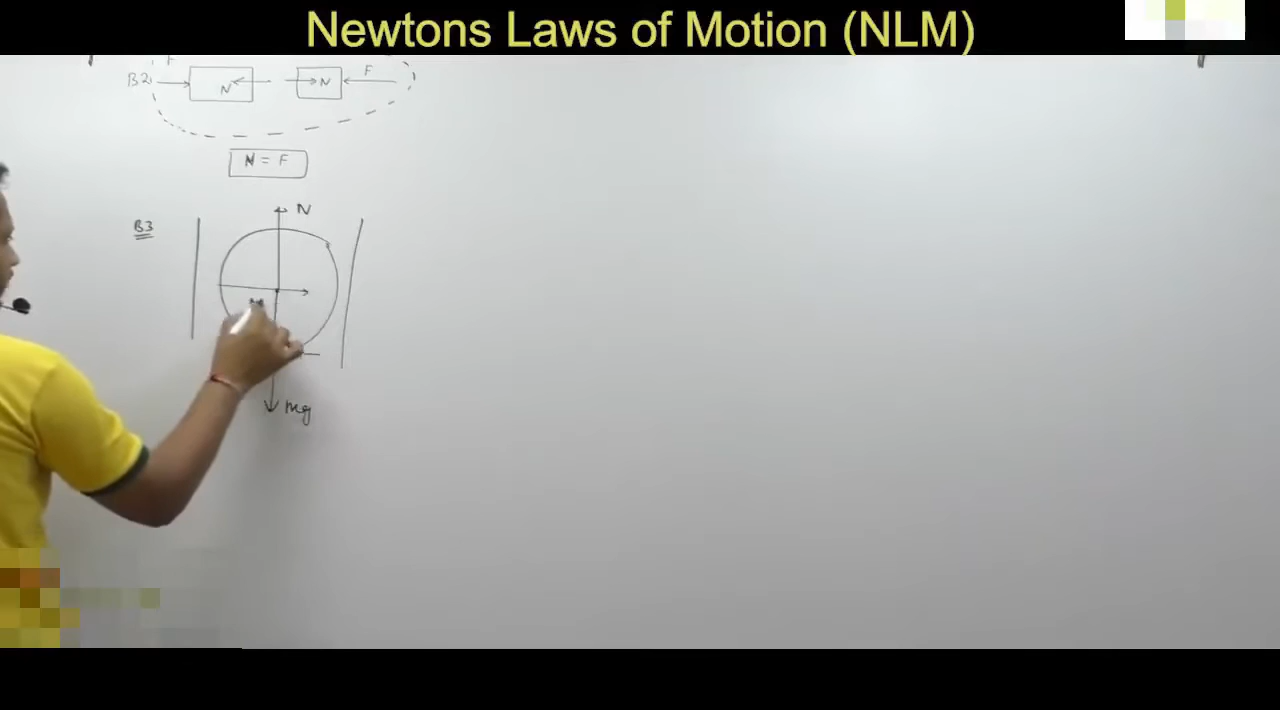 Newtons Laws of Motion (NLM)
F
B2 N N F
N = F
N
B3
mg